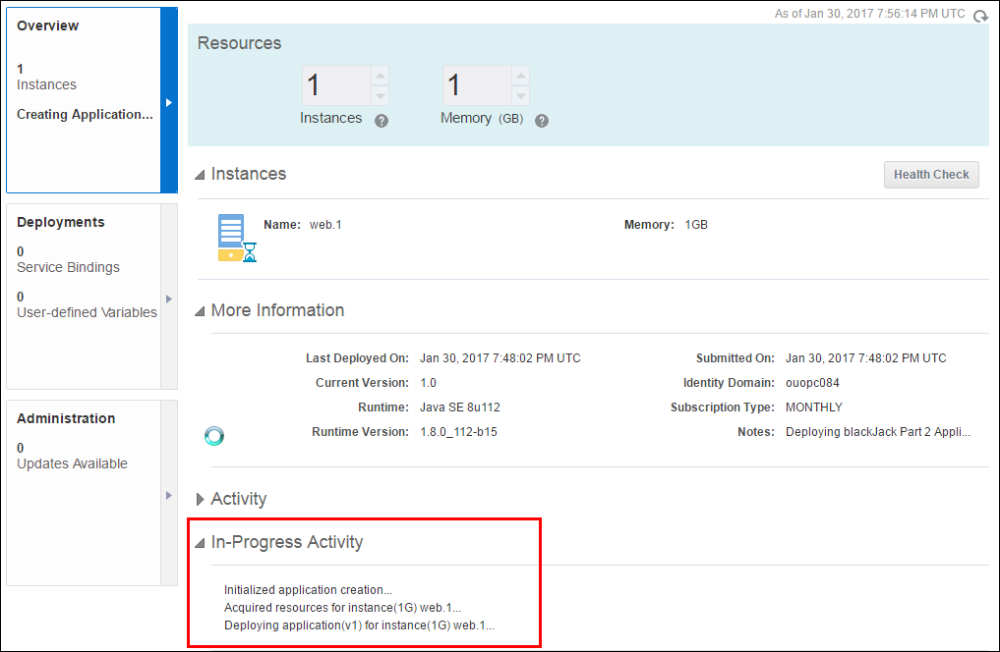 As of Jan 30, 2017 7:56:14 PM UTC
Overview
1
Instances
Creating Application...
Deployments
0
Service Bindings
0
User-defined Variables
Administration
0
Updates Available
Resources
1 1
Instances ? Memory (GB) ?
Instances
Health Check
Name: web.1 Memory: 1GB
More Information
Last Deployed On: Jan 30, 2017 7:48:02 PM UTC Submitted On: Jan 30, 2017 7:48:02 PM UTC
Current Version: 1.0 Identity Domain: ouopc084
Runtime: Java SE 8u112 Subscription Type: MONTHLY
Runtime Version: 1.8.0_112-b15 Notes: Deploying blackJack Part 2 Appli...
Activity
In-Progress Activity
Initialized application creation...
Acquired resources for instance(1G) web.1...
Deploying application(v1) for instance(1G) web.1...